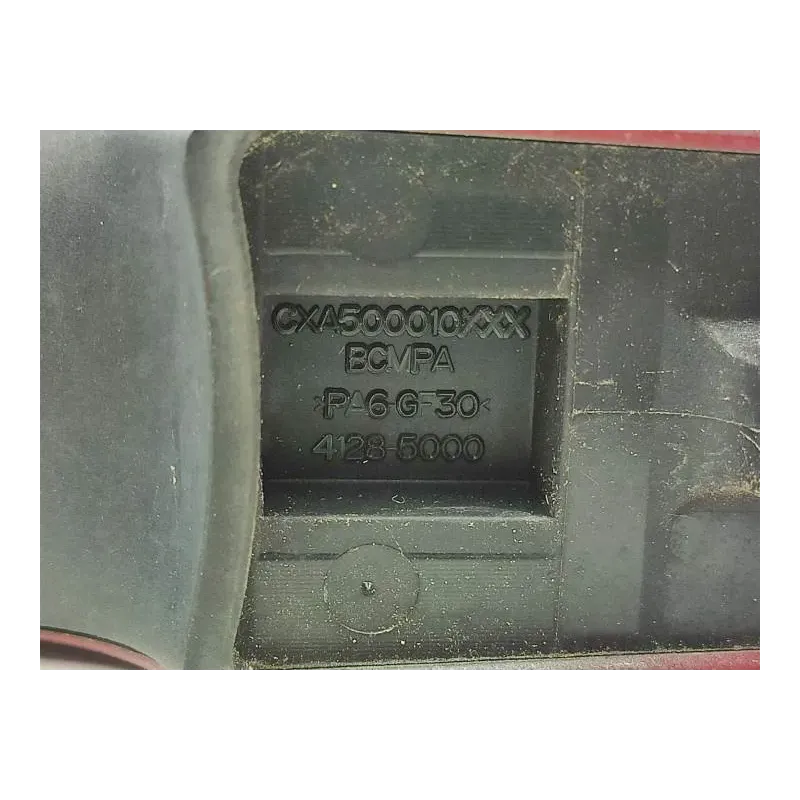 CXA500010XXX
BCMPA
>PA6-GF30<
4128-5000